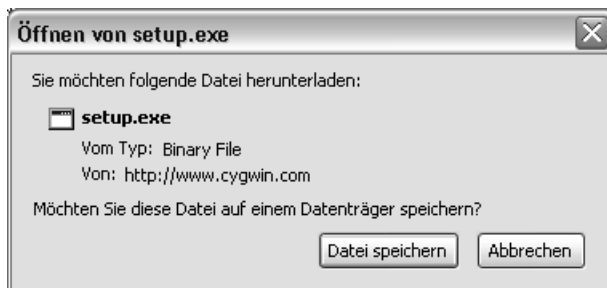 Öffnen von setup.exe
Sie möchten folgende Datei herunterladen:
setup.exe
Vom Typ: Binary File
Von: http://www.cygwin.com
Möchten Sie diese Datei auf einem Datenträger speichern?
Datei speichern Abbrechen